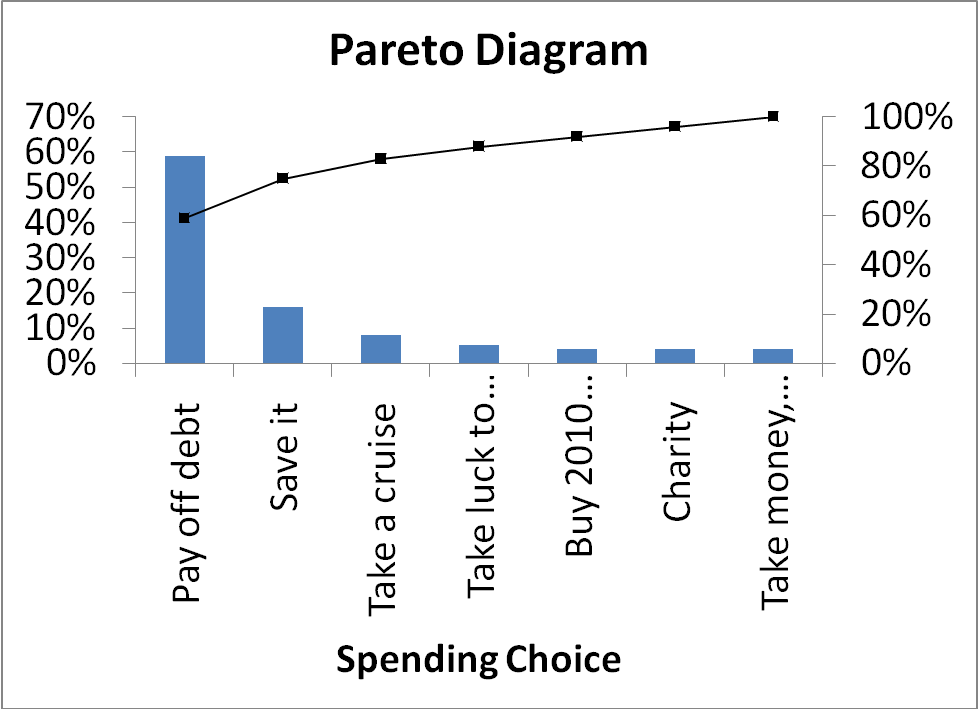 Pareto Diagram
70%
60%
50%
40%
30%
20%
10%
0%
100%
80%
60%
40%
20%
0%
Pay off debt
Save it
Take a cruise
Take luck to...
Buy 2010...
Charity
Take money,...
Spending Choice